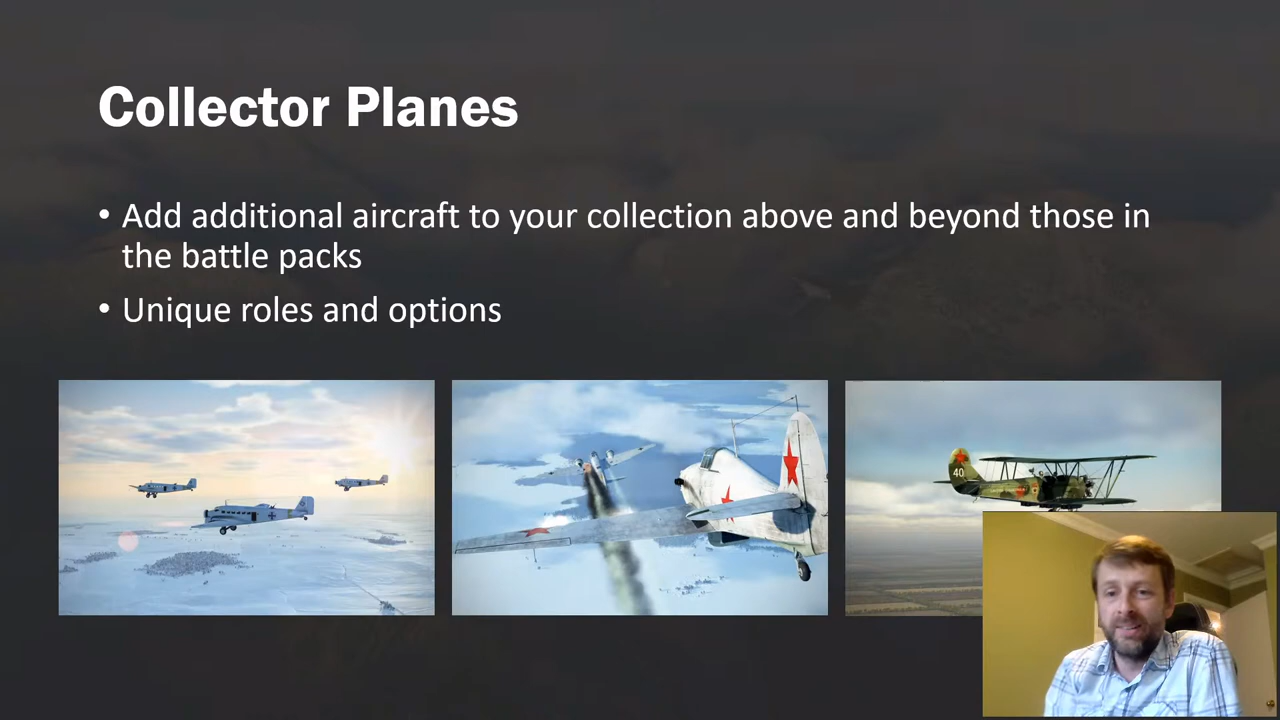 Collector Planes
• Add additional aircraft to your collection above and beyond those in
the battle packs
• Unique roles and options
40